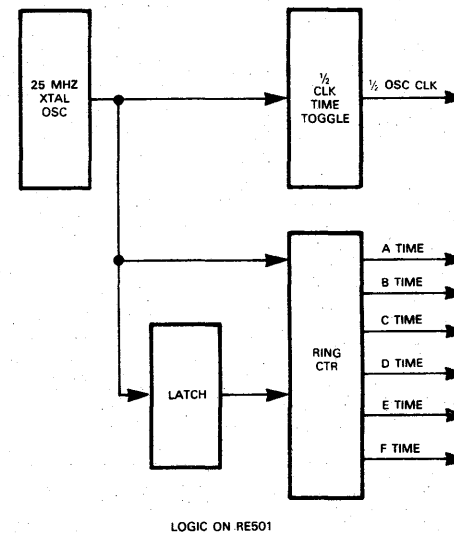 25 MHZ
XTAL
OSC
½
CLK
TIME
TOGGLE
½ OSC CLK
A TIME
B TIME
C TIME
D TIME
E TIME
F TIME
RING
CTR
LATCH
LOGIC ON RE501